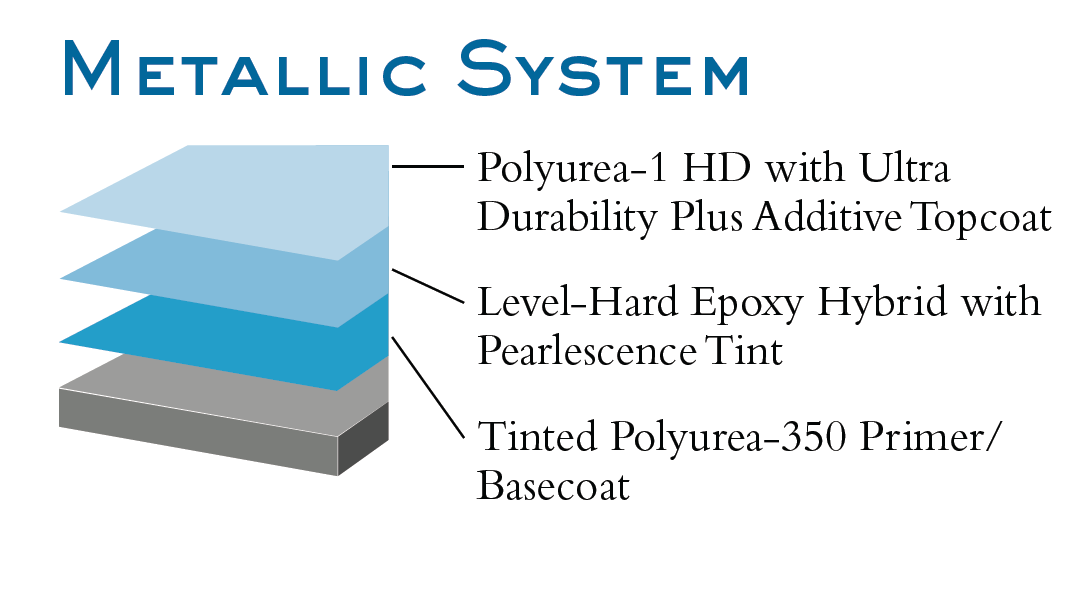 Metallic System
Polyurea-1 HD with Ultra
Durability Plus Additive Topcoat
Level-Hard Epoxy Hybrid with
Pearlescence Tint
Tinted Polyurea-350 Primer/
Basecoat